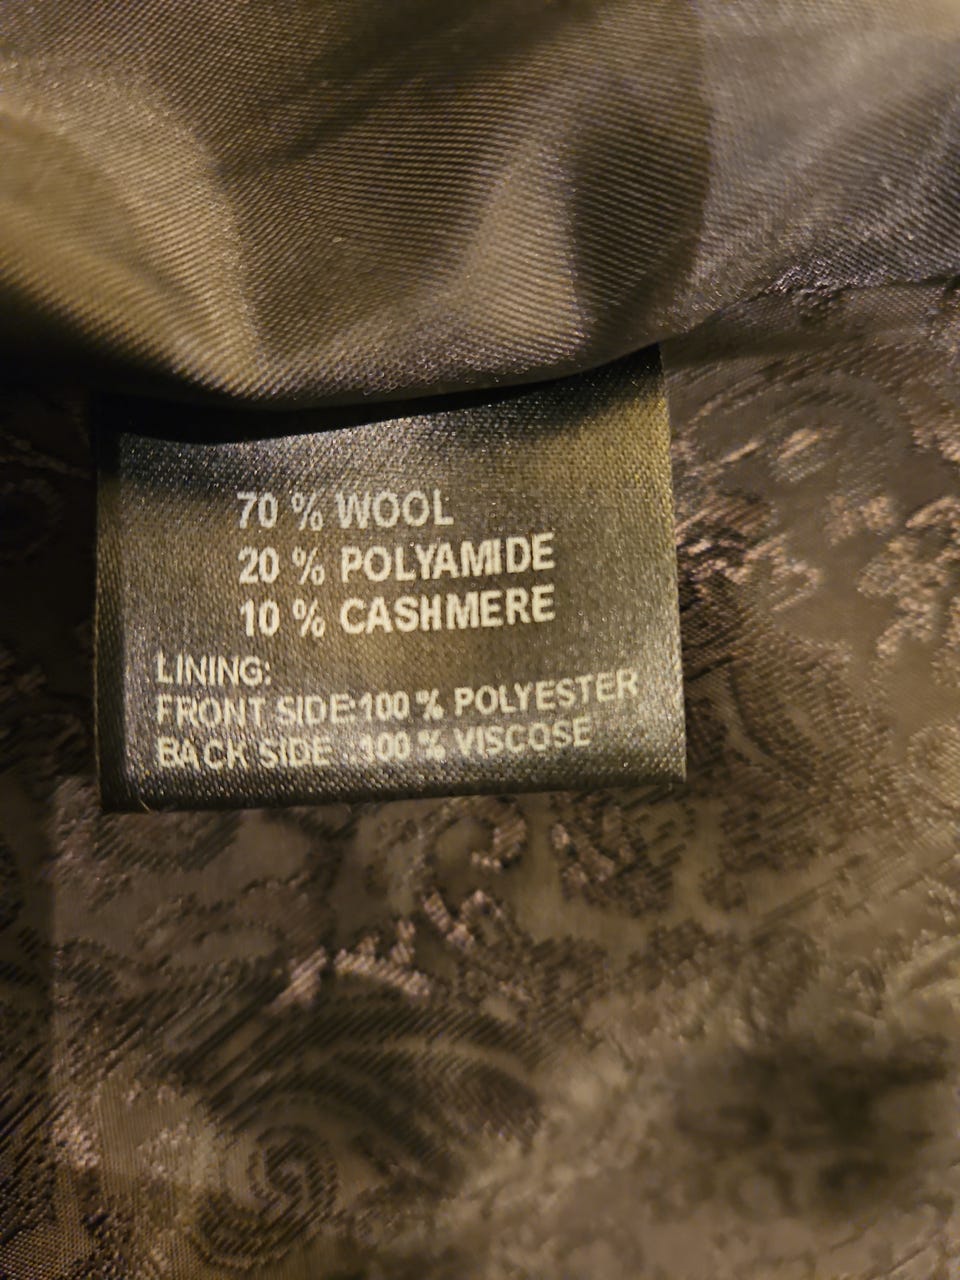 70 % WOOL
20 % POLYAMIDE
10 % CASHMERE
LINING:
FRONT SIDE:100 % POLYESTER
BACK SIDE :100 % VISCOSE